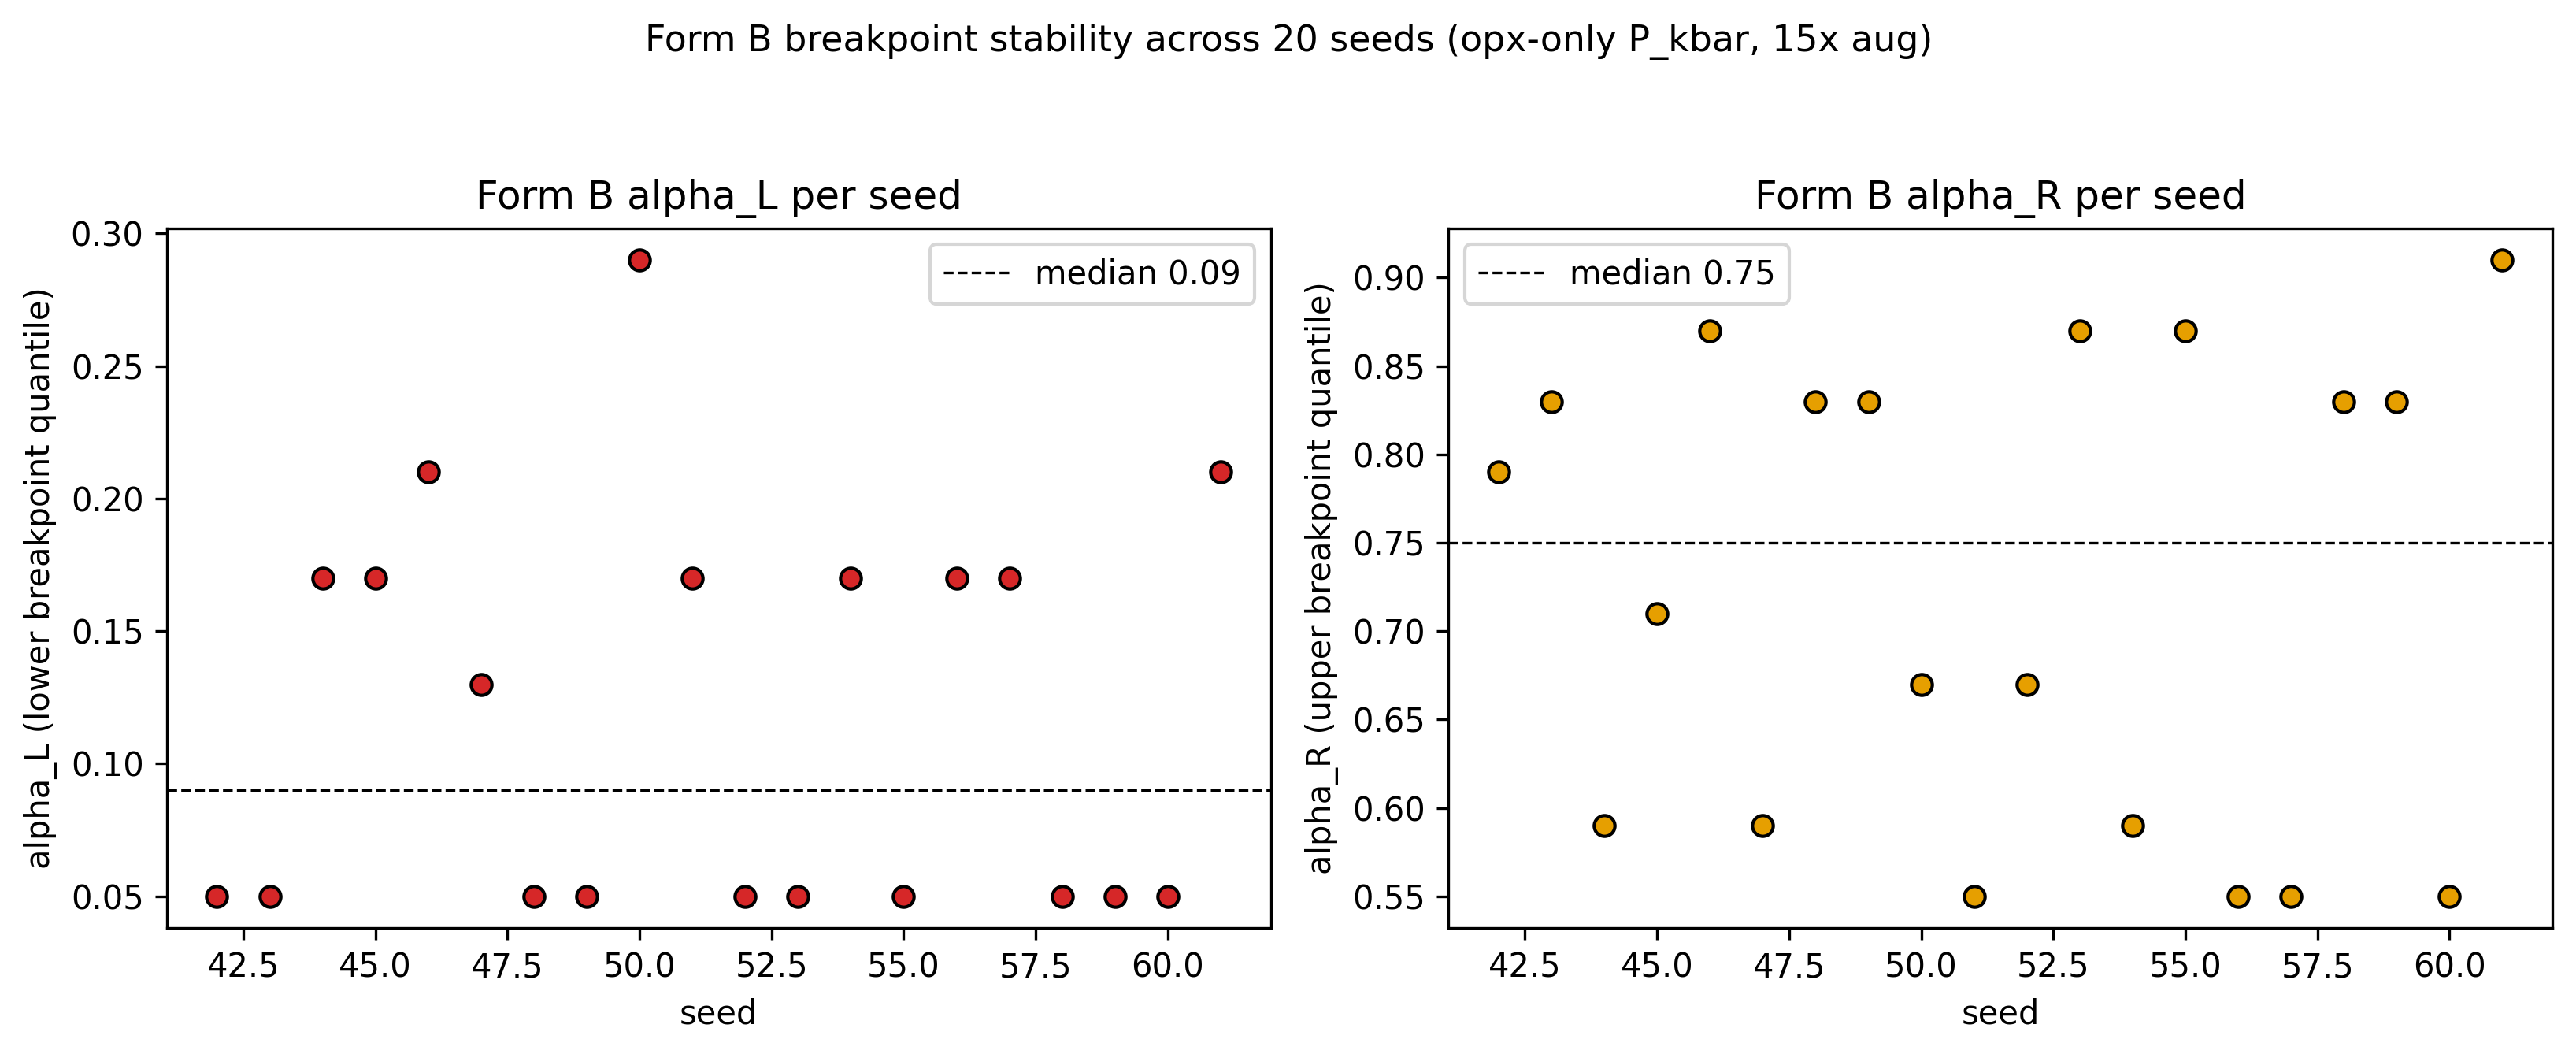 Form B breakpoint stability across 20 seeds (opx-only P_kbar, 15x aug)
Form B alpha_L per seed
alpha_L (lower breakpoint quantile)
0.30
0.25
0.20
0.15
0.10
0.05
median 0.09
42.5 45.0 47.5 50.0 52.5 55.0 57.5 60.0
seed
Form B alpha_R per seed
alpha_R (upper breakpoint quantile)
0.90
0.85
0.80
0.75
0.70
0.65
0.60
0.55
median 0.75
42.5 45.0 47.5 50.0 52.5 55.0 57.5 60.0
seed